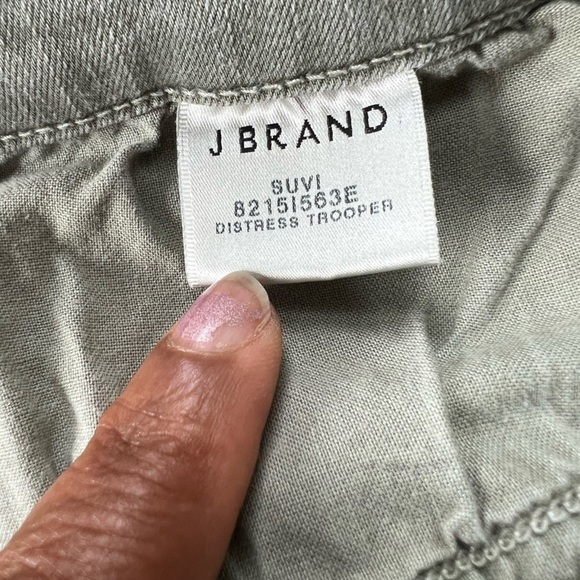 J BRAND
SUVI
8215I563E
DISTRESS TROOPER